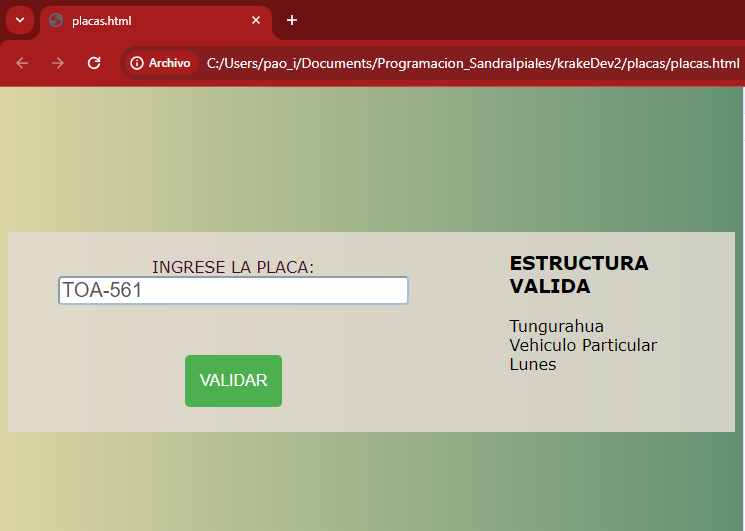 placas.html
Archivo
C:/Users/pao_i/Documents/Programacion_SandraIpiales/krakeDev2/placas/placas.html
INGRESE LA PLACA:
TOA-561
VALIDAR
ESTRUCTURA
VALIDA
Tungurahua
Vehiculo Particular
Lunes